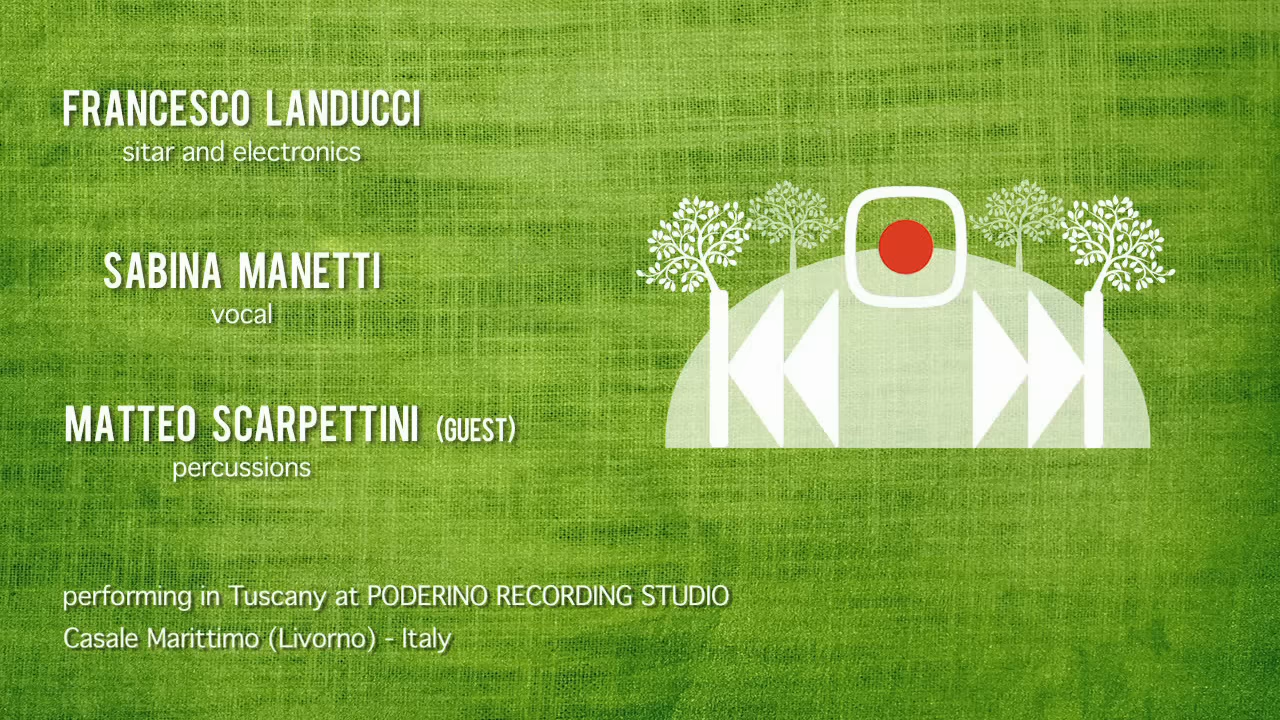 FRANCESCO LANDUCCI
sitar and electronics
SABINA MANETTI
vocal
MATTEO SCARPETTINI (GUEST)
percussions
performing in Tuscany at PODERINO RECORDING STUDIO
Casale Marittimo (Livorno) - Italy